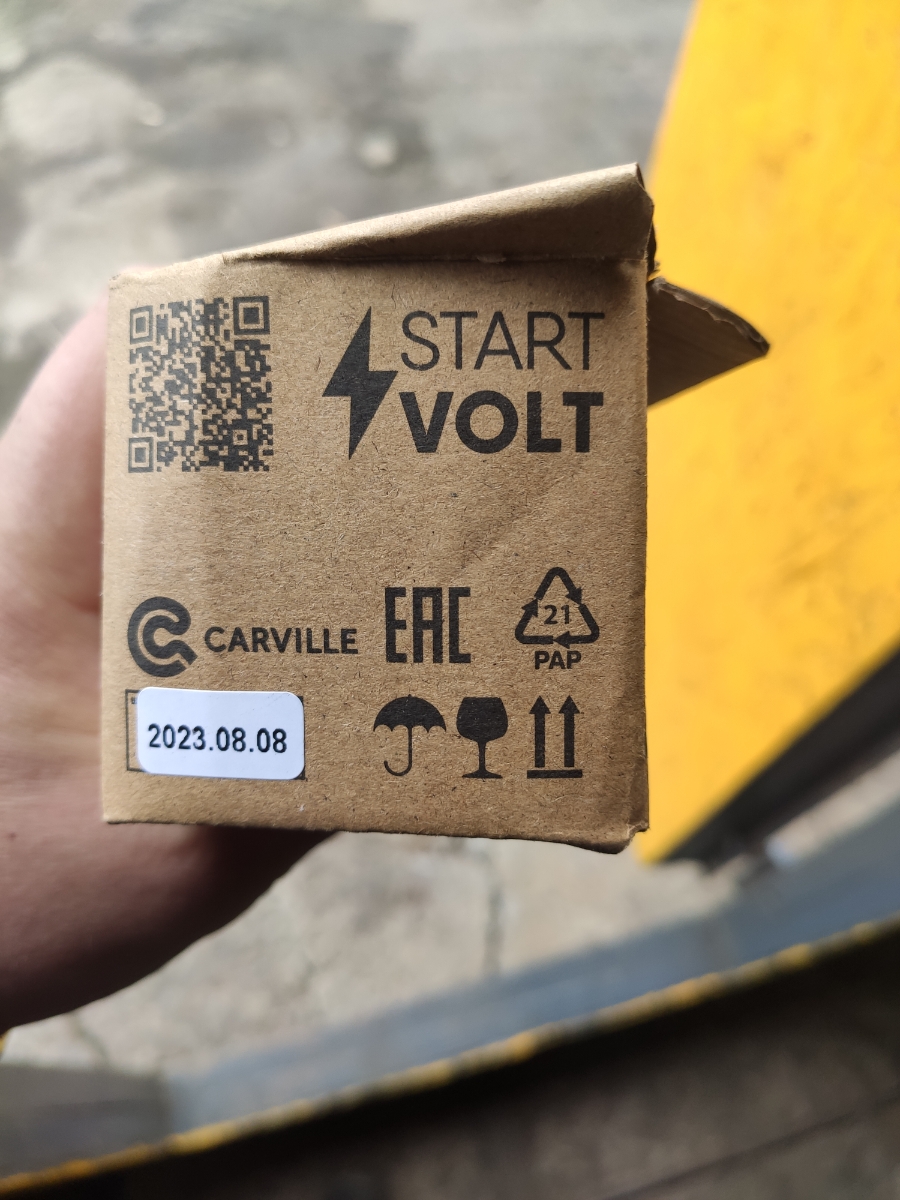 START
VOLT
CARVILLE
EAC
21
PAP
2023.08.08